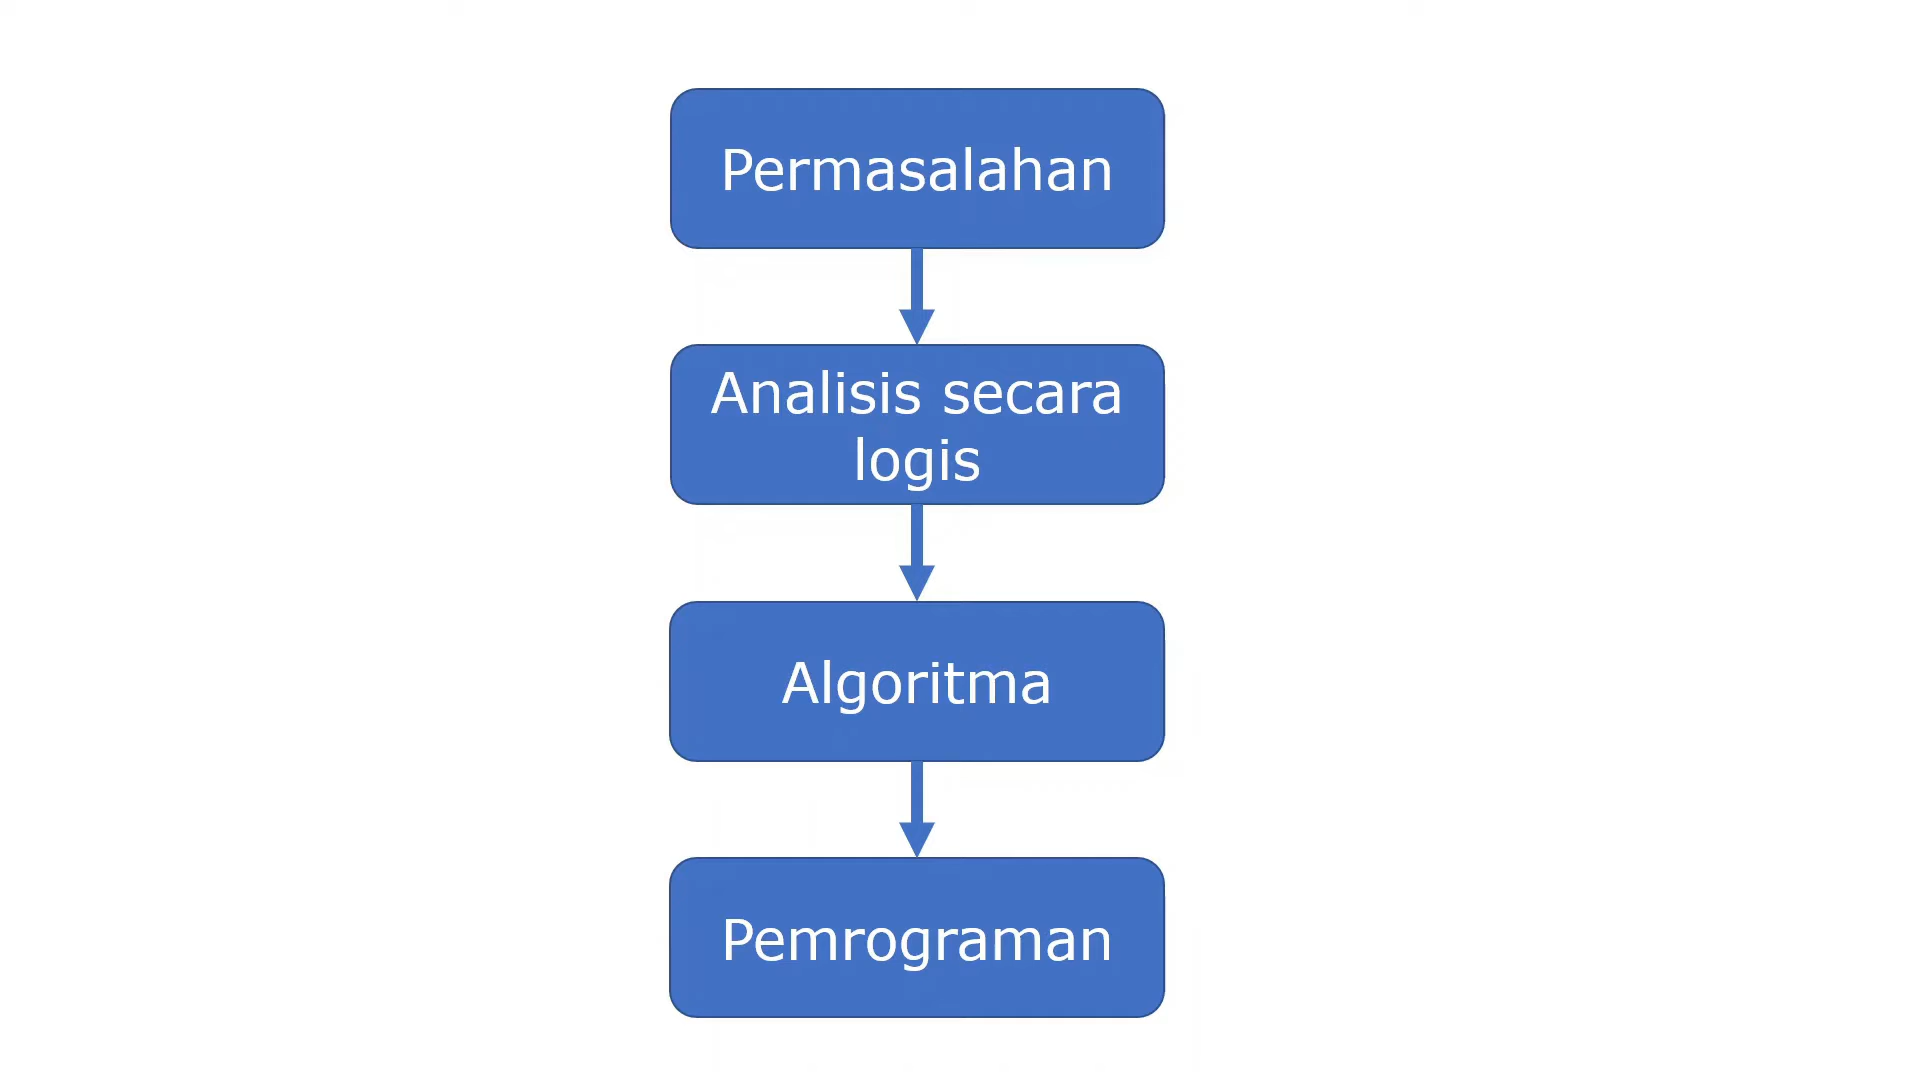 Permasalahan
Analisis secara
logis
Algoritma
Pemrograman